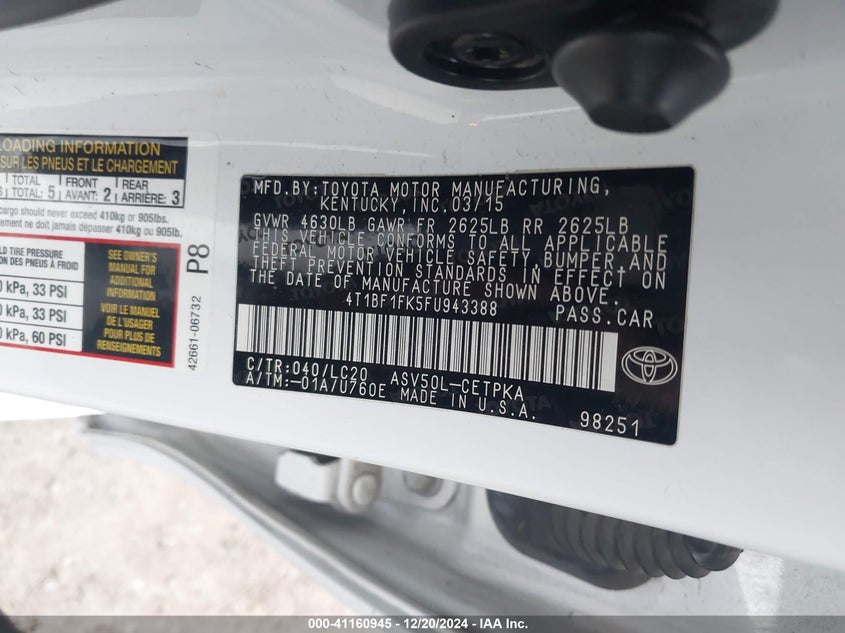 LOADING INFORMATION
SUR LES PNEUS ET LE CHARGEMENT
TOTAL FRONT REAR
TOTAL: 5 AVANT: 2 ARRIÈRE: 3
cargo should never exceed 410kg or 905lbs.
ne doit jamais dépasser 410kg ou 905lbs.
TIRE PRESSURE
DES PNEUS À FROID
kPa, 33 PSI
kPa, 33 PSI
kPa, 60 PSI
SEE OWNER'S
MANUAL FOR
ADDITIONAL
INFORMATION
VOIR LE MANUEL
DE L'USAGER
POUR PLUS DE
RENSEIGNEMENTS
P8
42661-06732
MFD.BY:TOYOTA MOTOR MANUFACTURING,
KENTUCKY, INC.03/15
GVWR 4630LB GAWR FR 2625LB RR 2625LB
THIS VEHICLE CONFORMS TO ALL APPLICABLE
FEDERAL MOTOR VEHICLE SAFETY,BUMPER,AND
THEFT PREVENTION STANDARDS IN EFFECT ON
THE DATE OF MANUFACTURE SHOWN ABOVE.
4T1BF1FK5FU943388 PASS.CAR
C/TR:040/LC20 ASV50L-CETPKA
A/TM:-01A/U760E MADE IN U.S.A.
98251
000-41160945 - 12/20/2024 - IAA Inc.